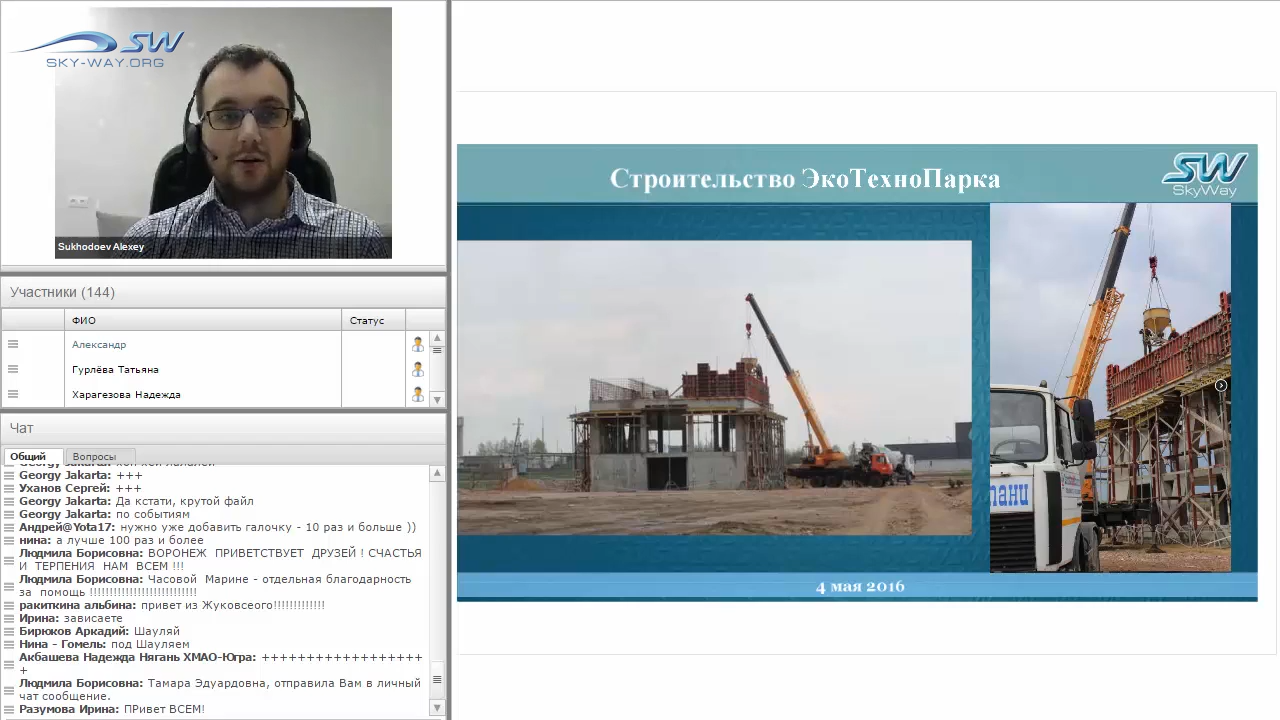 SW
SKY-WAY.ORG
Sukhodoev Alexey
Участники (144)
ФИО
Статус
Александр
Гурлёва Татьяна
Харагезова Надежда
Чат
Общий
Вопросы
Georgy Jakarta:
Georgy Jakarta: +++
Уханов Сергей: +++
Georgy Jakarta: Да кстати, крутой файл
Georgy Jakarta: по событиям
Андрей@Yota17: нужно уже добавить галочку - 10 раз и больше ))
нина: а лучше 100 раз и более
Людмила Борисовна: ВОРОНЕЖ ПРИВЕТСТВУЕТ ДРУЗЕЙ ! СЧАСТЬЯ
И ТЕРПЕНИЯ НАМ ВСЕМ !!!
Людмила Борисовна: Часовой Марине - отдельная благодарность
за помощь !!!!!!!!!!!!!!!!!!!!!!!!!!
ракиткина альбина: привет из Жуковсеого!!!!!!!!!!!!!
Ирина: зависаете
Бирюков Аркадий: Шауляй
Нина - Гомель: под Шауляем
Акбашева Надежда Нягань ХМАО-Югра: ++++++++++++++++++
+
Людмила Борисовна: Тамара Эдуардовна, отправила Вам в личный
чат сообщение.
Разумова Ирина: ПРивет ВСЕМ!
Строительство ЭкоТехноПарка
SW
SkyWay
пани
4 мая 2016